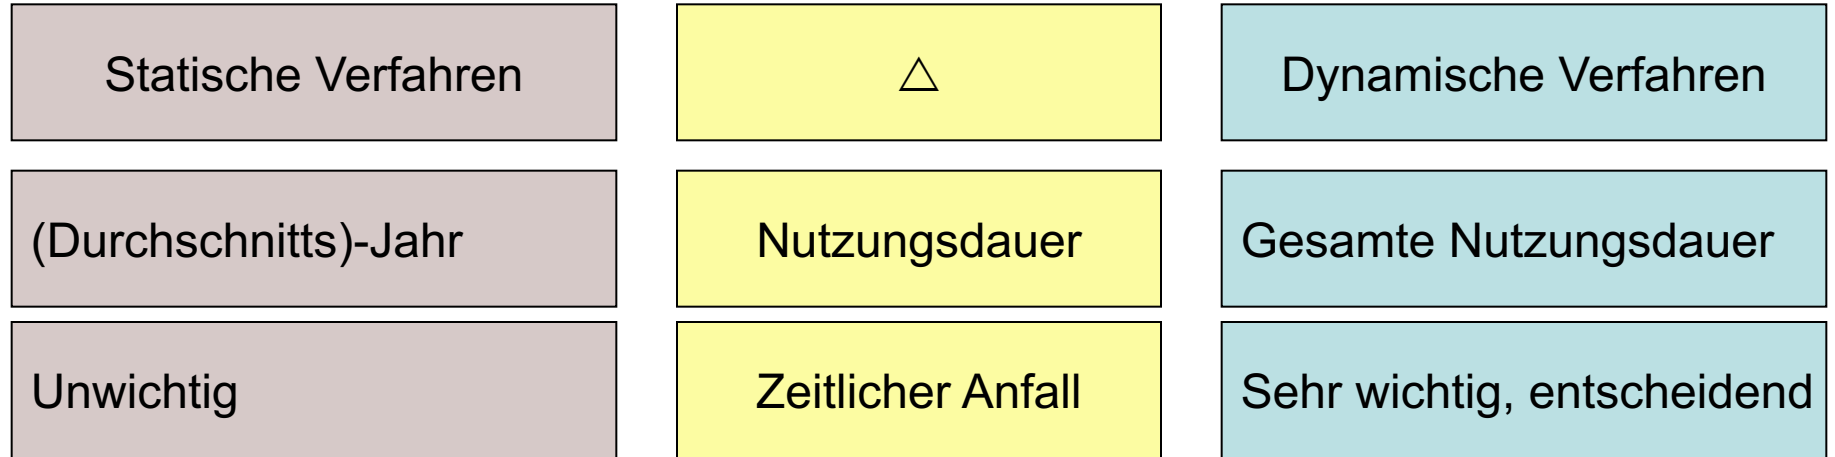 Statische Verfahren
△
Dynamische Verfahren
(Durchschnitts)-Jahr
Nutzungsdauer
Gesamte Nutzungsdauer
Unwichtig
Zeitlicher Anfall
Sehr wichtig, entscheidend